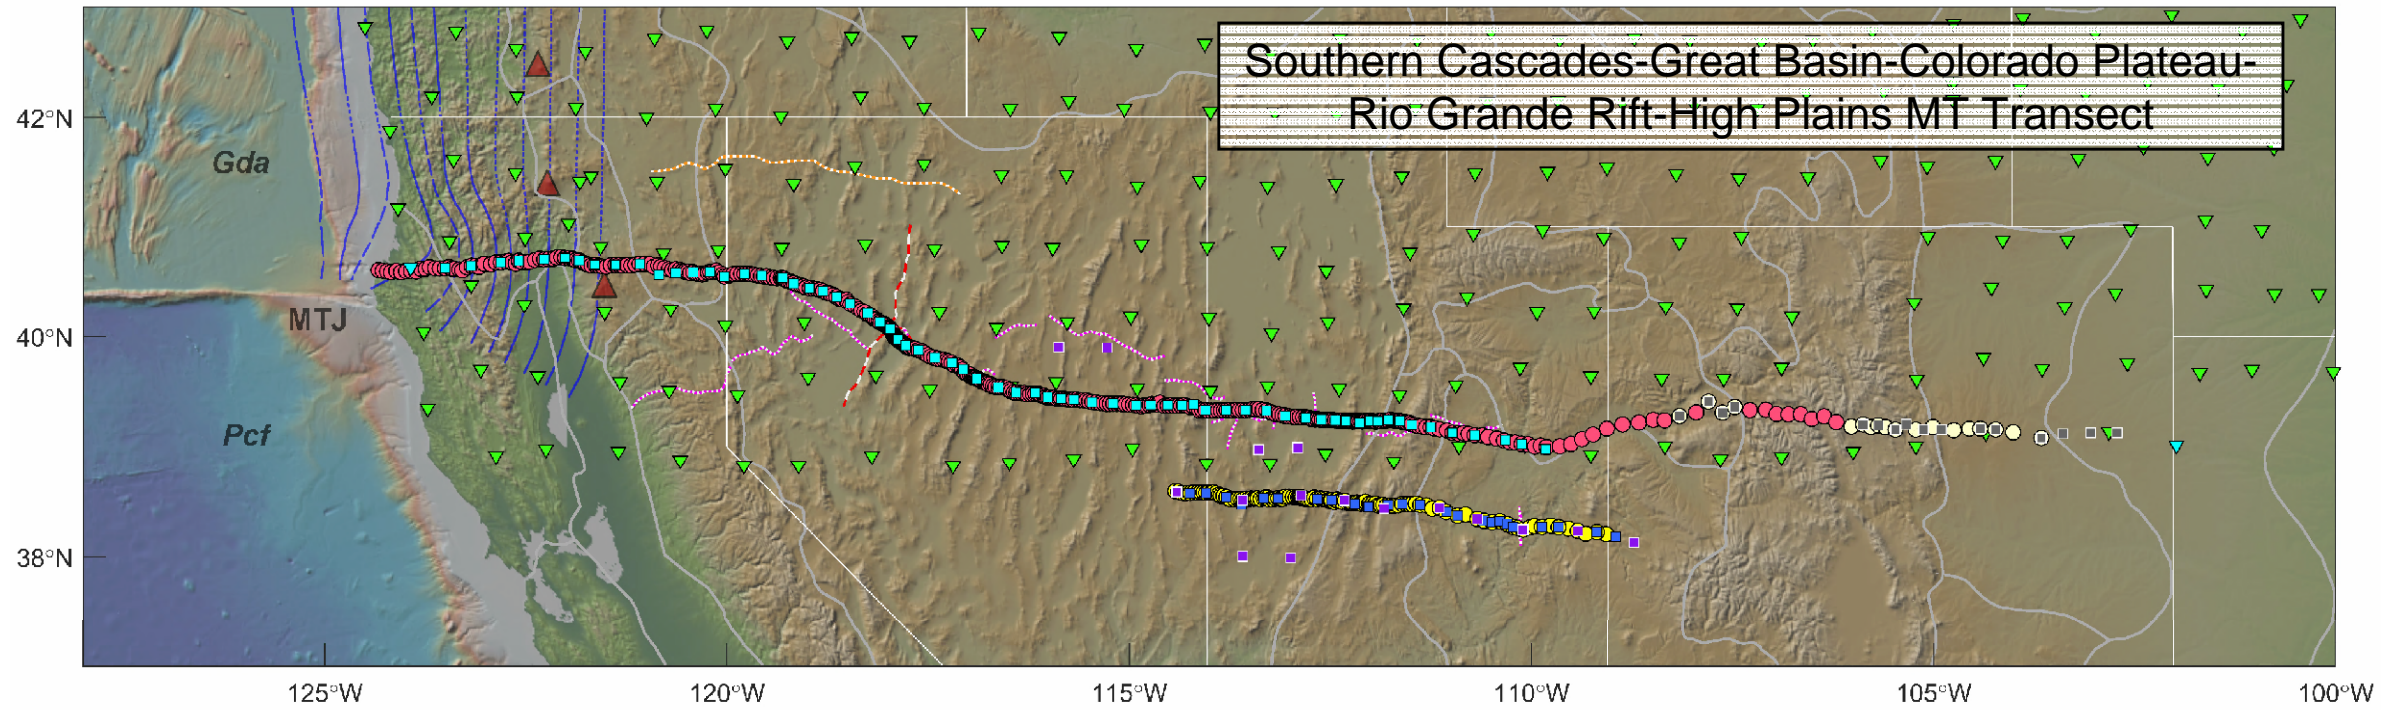 Southern Cascades-Great Basin-Colorado Plateau-
Rio Grande Rift-High Plains MT Transect
42°N
Gda
MTJ
40°N
Pcf
38°N
125°W
120°W
115°W
110°W
105°W
100°W